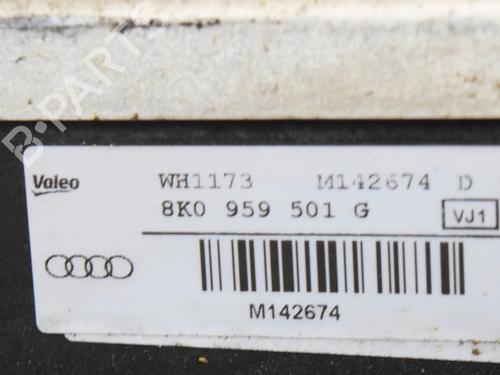 B-PARTS
Valeo
WH1173 M142674 D
8K0 959 501 G
VJ1
M142674